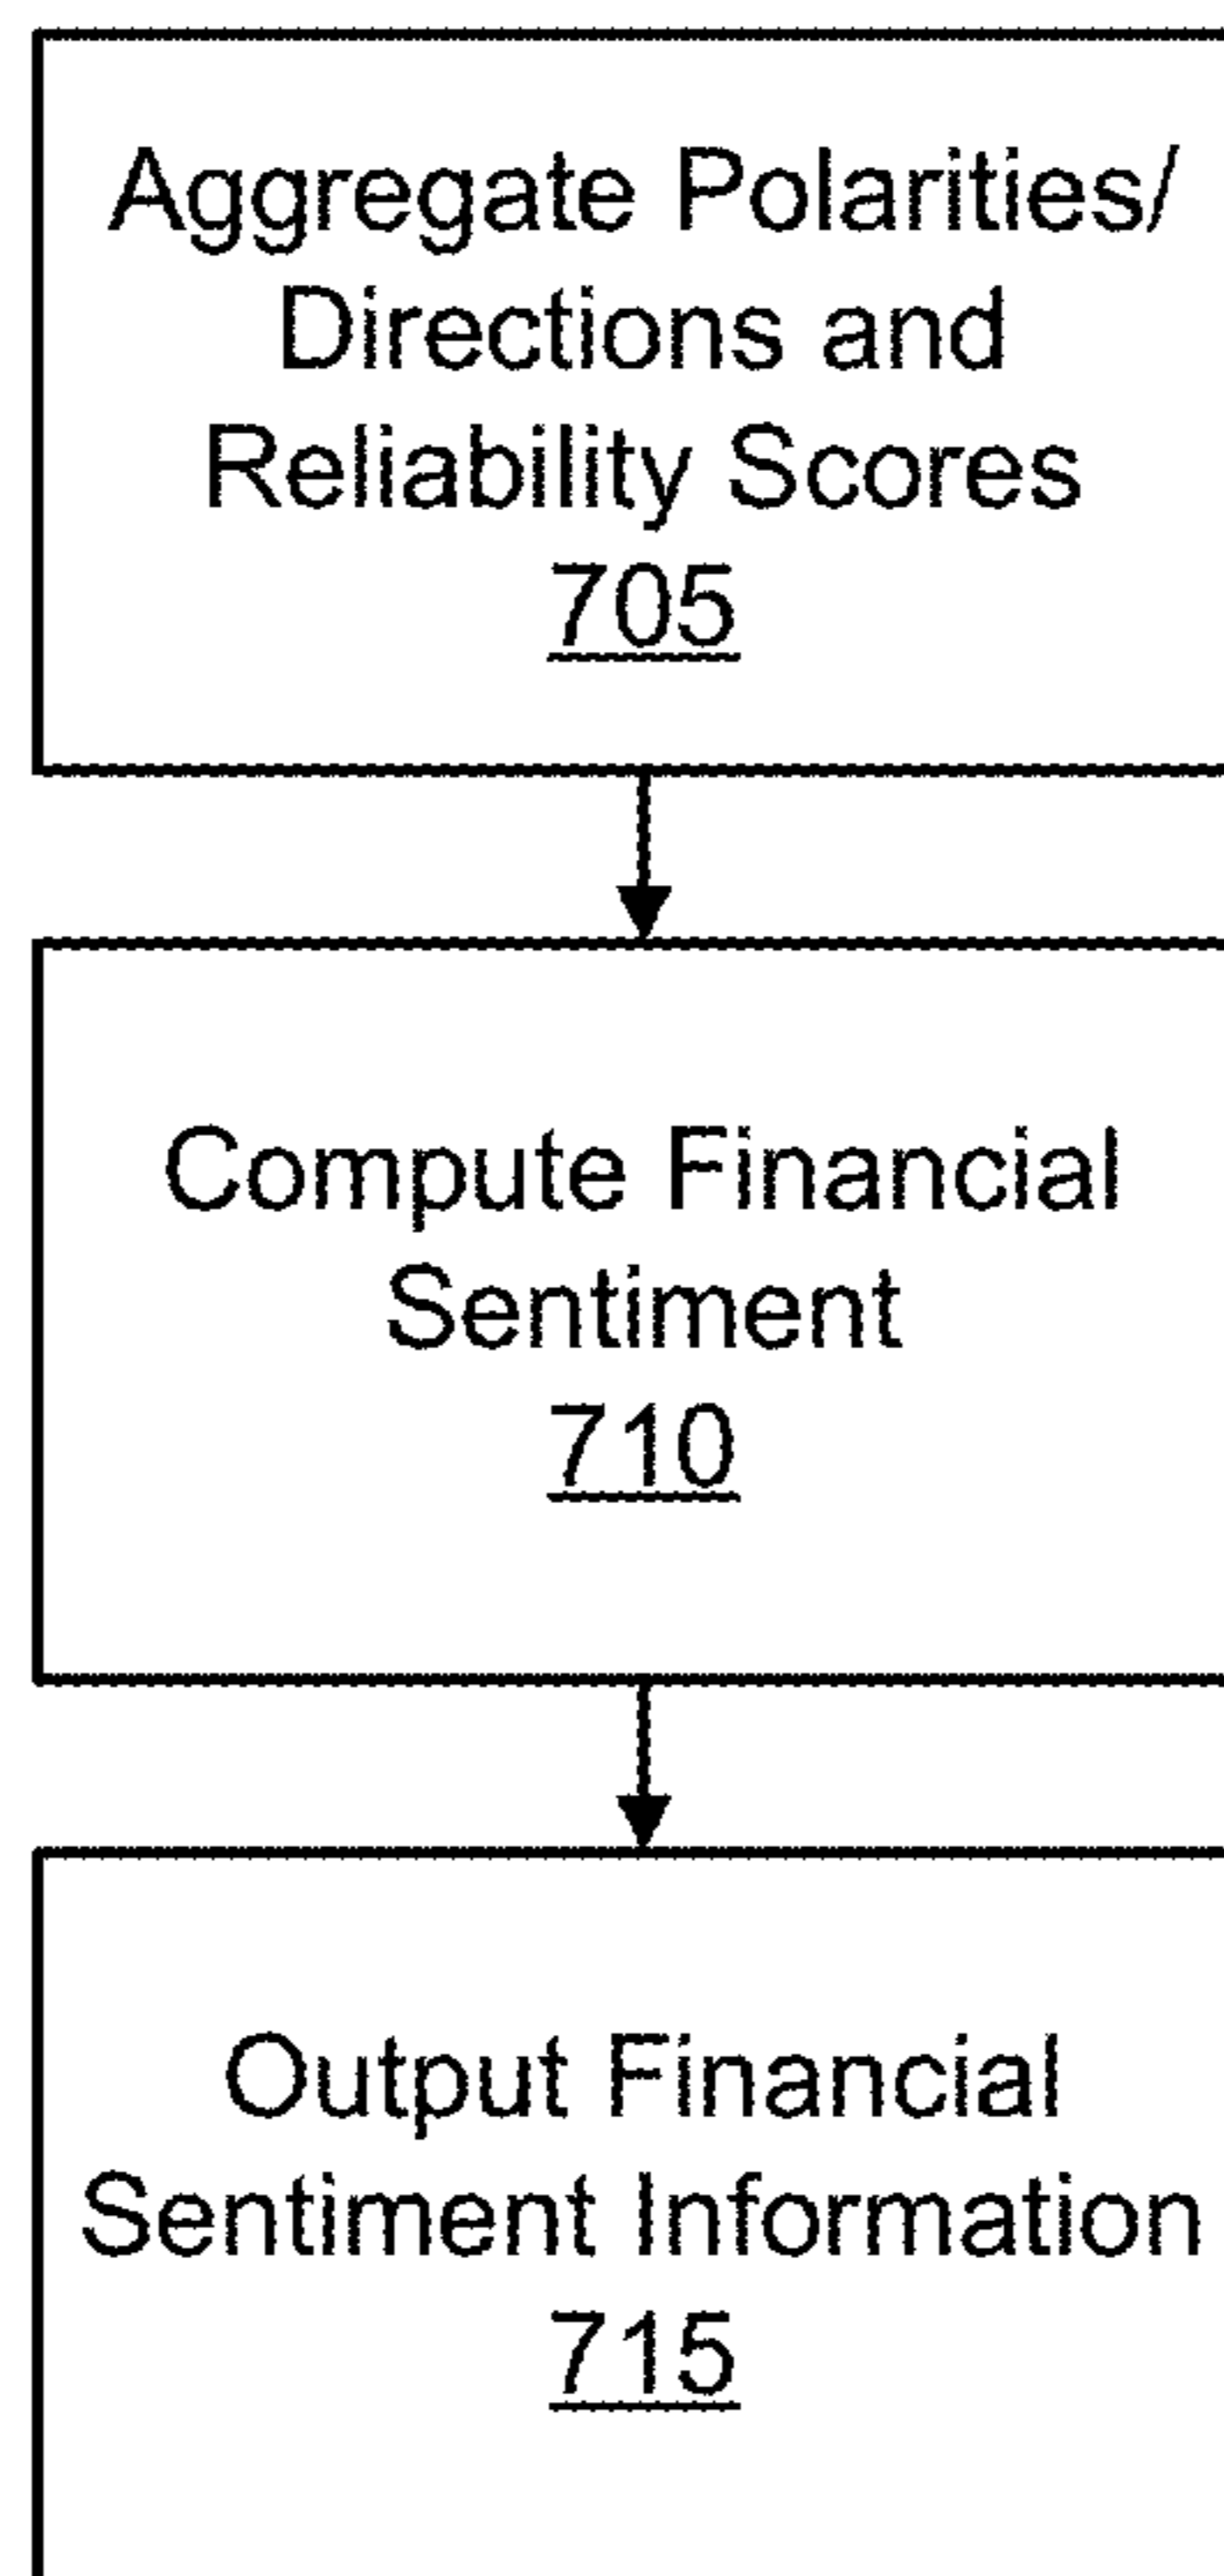 Aggregate Polarities/
Directions and
Reliability Scores
705
Compute Financial
Sentiment
710
Output Financial
Sentiment Information
715